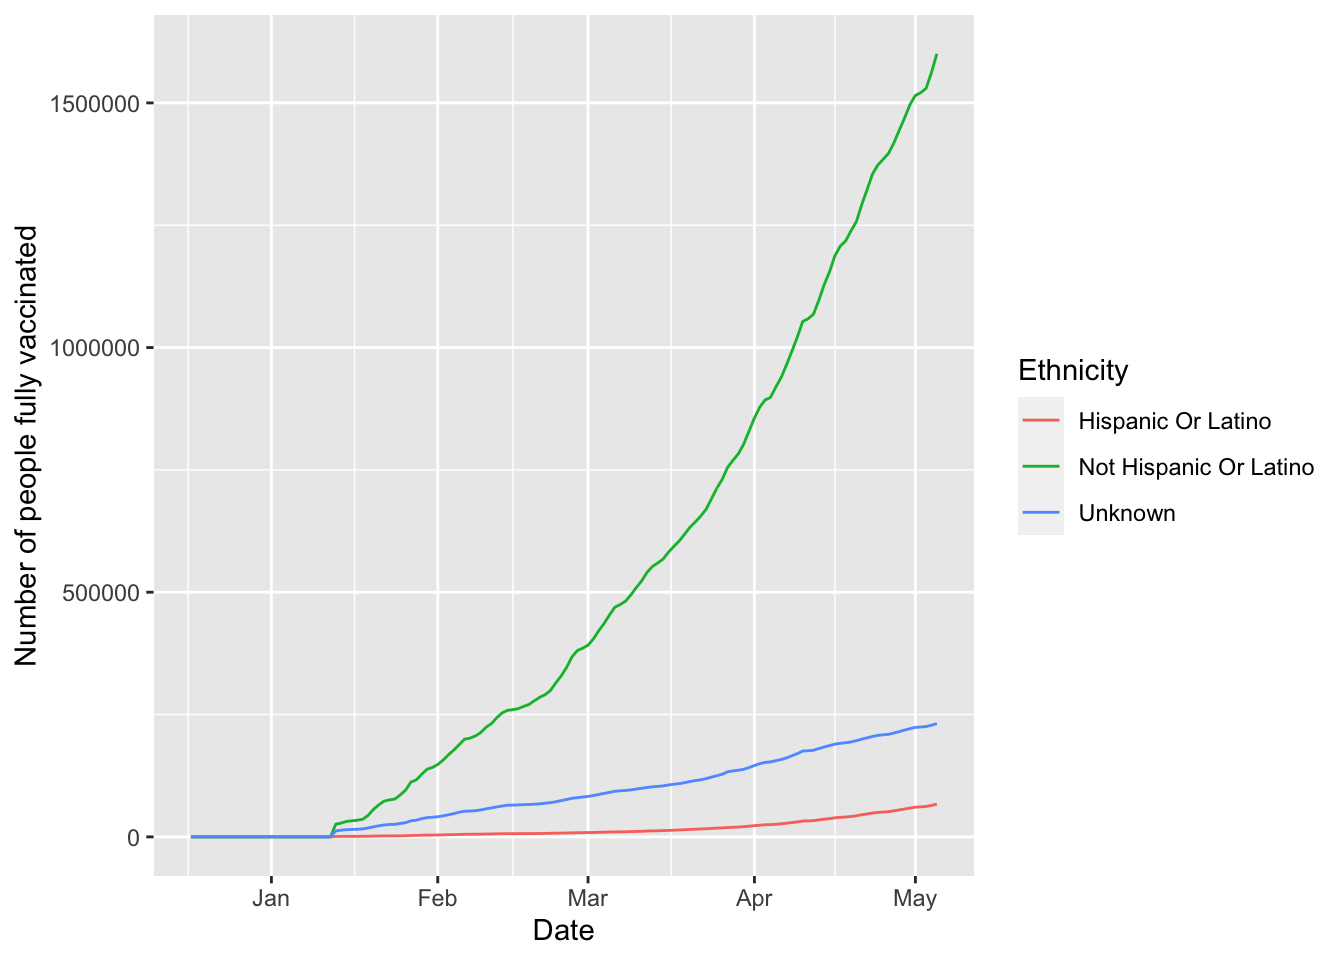 Number of people fully vaccinated
1500000
1000000
500000
0
Jan Feb Mar Apr May
Date
Ethnicity
Hispanic Or Latino
Not Hispanic Or Latino
Unknown